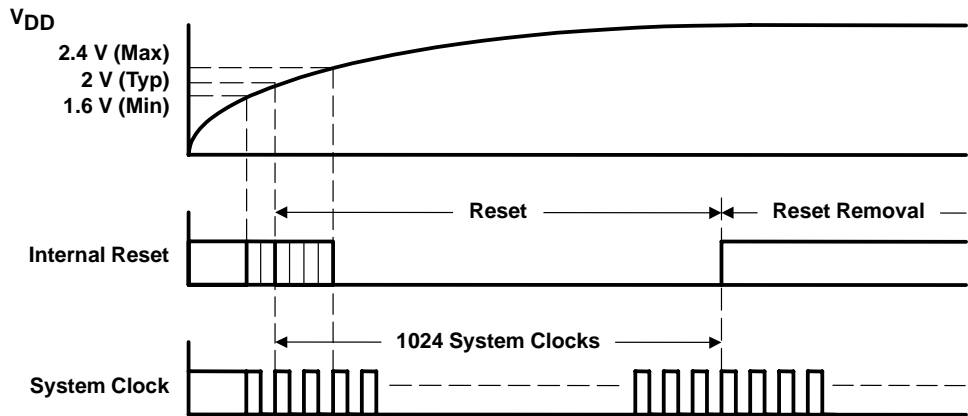 VDD
2.4 V (Max)
2 V (Typ)
1.6 V (Min)
Reset
Reset Removal
Internal Reset
1024 System Clocks
System Clock